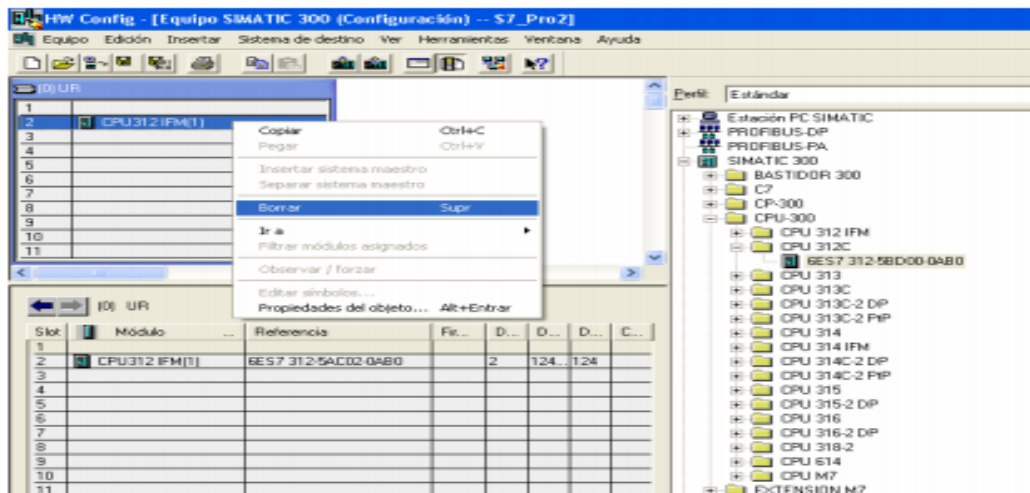 HW Config - [Equipo SIMATIC 300 (Configuración) -- S7_Pro2]
Equipo Edición Insertar Sistema de destino Ver Herramientas Ventana Ayuda
(0) UR
1
2 CPU312 IFM(1)
3
4
5
6
7
8
9
10
11
Copiar Ctrl+C
Pegar Ctrl+V
Insertar sistema maestro
Separar sistema maestro
Borrar Supr
Ir a
Filtrar módulos asignados
Observar / forzar
Editar símbolos...
Propiedades del objeto... Alt+Entrar
(0) UR
Slot Módulo ... Referencia Fir... D... D... D... C...
1
2 CPU312 IFM(1) 6ES7 312-5AC02-0AB0 2 124... 124
3
4
5
6
7
8
9
10
11
Perfil: Estándar
Estación PC SIMATIC
PROFIBUS-DP
PROFIBUS-PA
SIMATIC 300
BASTIDOR 300
C7
CP-300
CPU-300
CPU 312 IFM
CPU 312C
6ES7 312-5BD00-0AB0
CPU 313
CPU 313C
CPU 313C-2 DP
CPU 313C-2 PtP
CPU 314
CPU 314 IFM
CPU 314C-2 DP
CPU 314C-2 PtP
CPU 315
CPU 315-2 DP
CPU 316
CPU 316-2 DP
CPU 318-2
CPU 614
CPU M7
EXTENSION M7